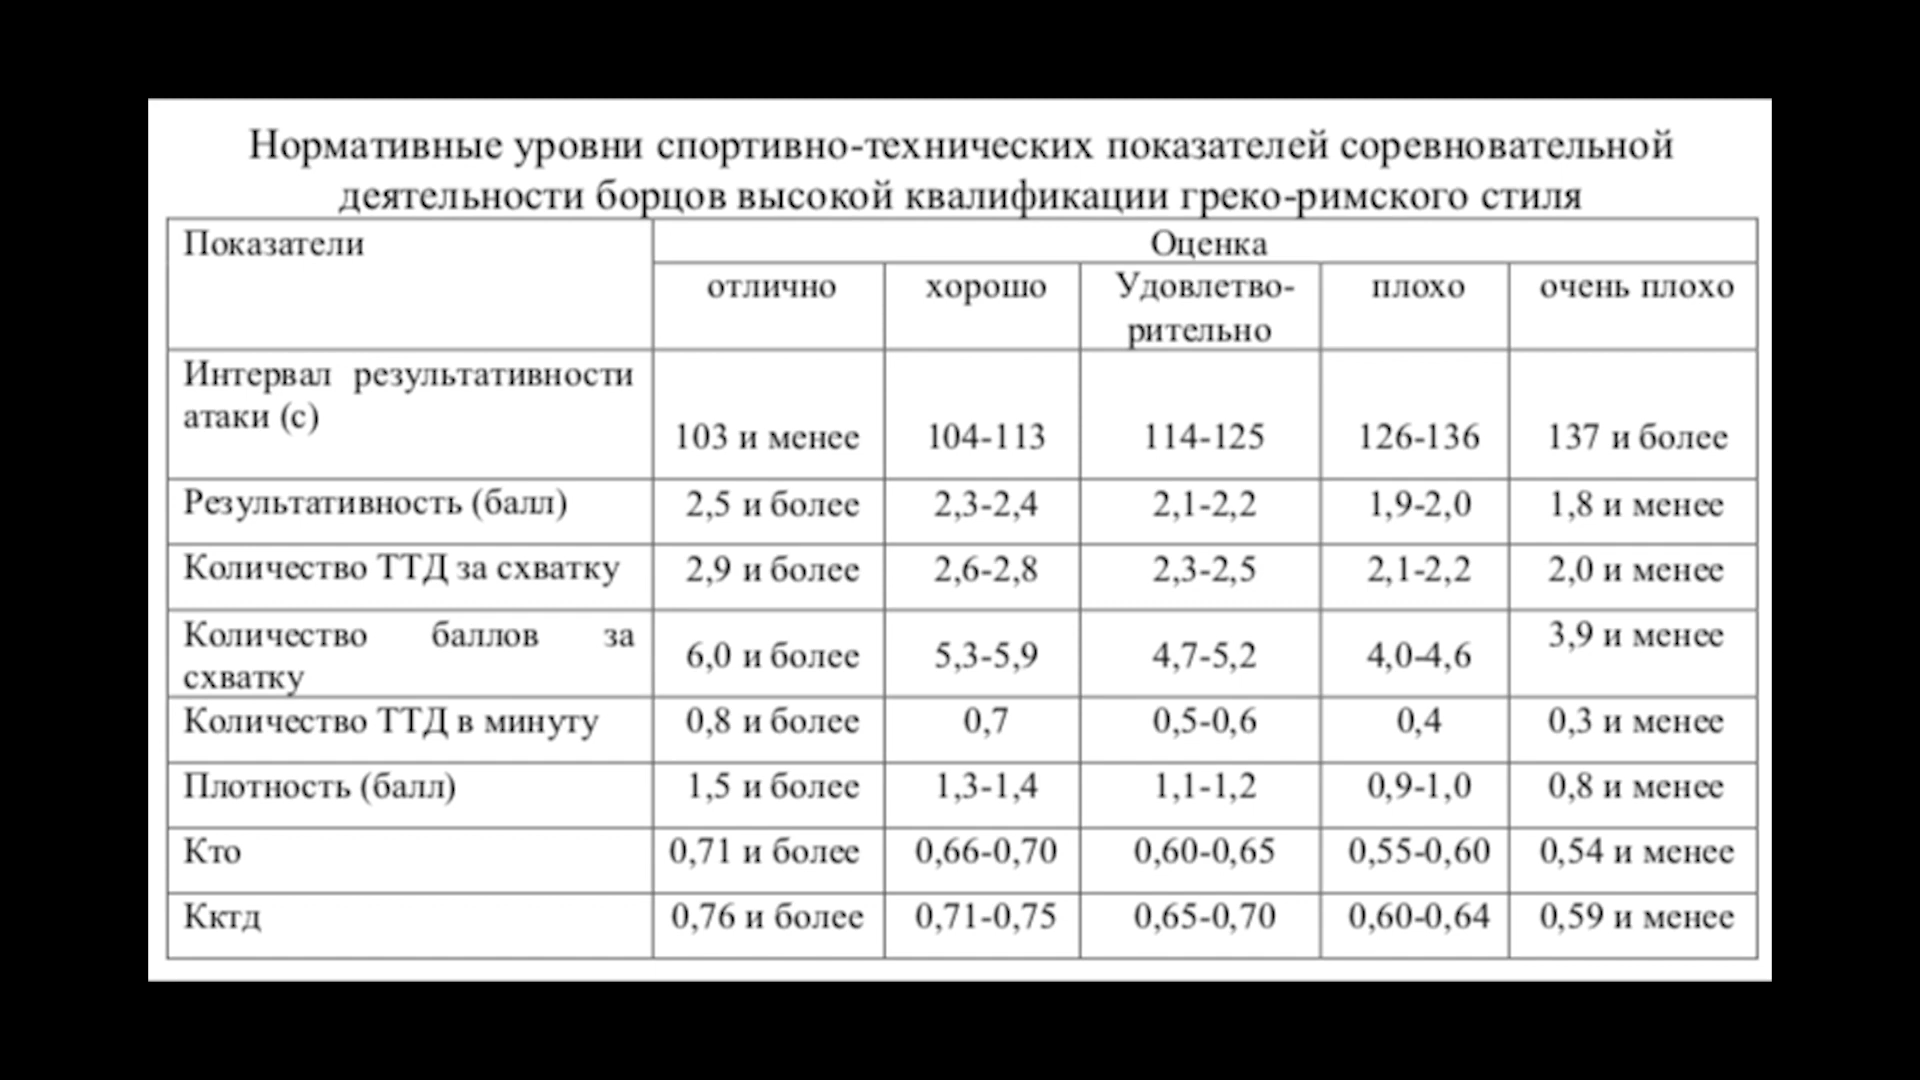 Нормативные уровни спортивно-технических показателей соревновательной
деятельности борцов высокой квалификации греко-римского стиля
Показатели Оценка
отлично хорошо Удовлетво-
рительно плохо очень плохо
Интервал результативности
атаки (с) 103 и менее 104-113 114-125 126-136 137 и более
Результативность (балл) 2,5 и более 2,3-2,4 2,1-2,2 1,9-2,0 1,8 и менее
Количество ТТД за схватку 2,9 и более 2,6-2,8 2,3-2,5 2,1-2,2 2,0 и менее
Количество баллов за
схватку 6,0 и более 5,3-5,9 4,7-5,2 4,0-4,6 3,9 и менее
Количество ТТД в минуту 0,8 и более 0,7 0,5-0,6 0,4 0,3 и менее
Плотность (балл) 1,5 и более 1,3-1,4 1,1-1,2 0,9-1,0 0,8 и менее
Кто 0,71 и более 0,66-0,70 0,60-0,65 0,55-0,60 0,54 и менее
Кктд 0,76 и более 0,71-0,75 0,65-0,70 0,60-0,64 0,59 и менее